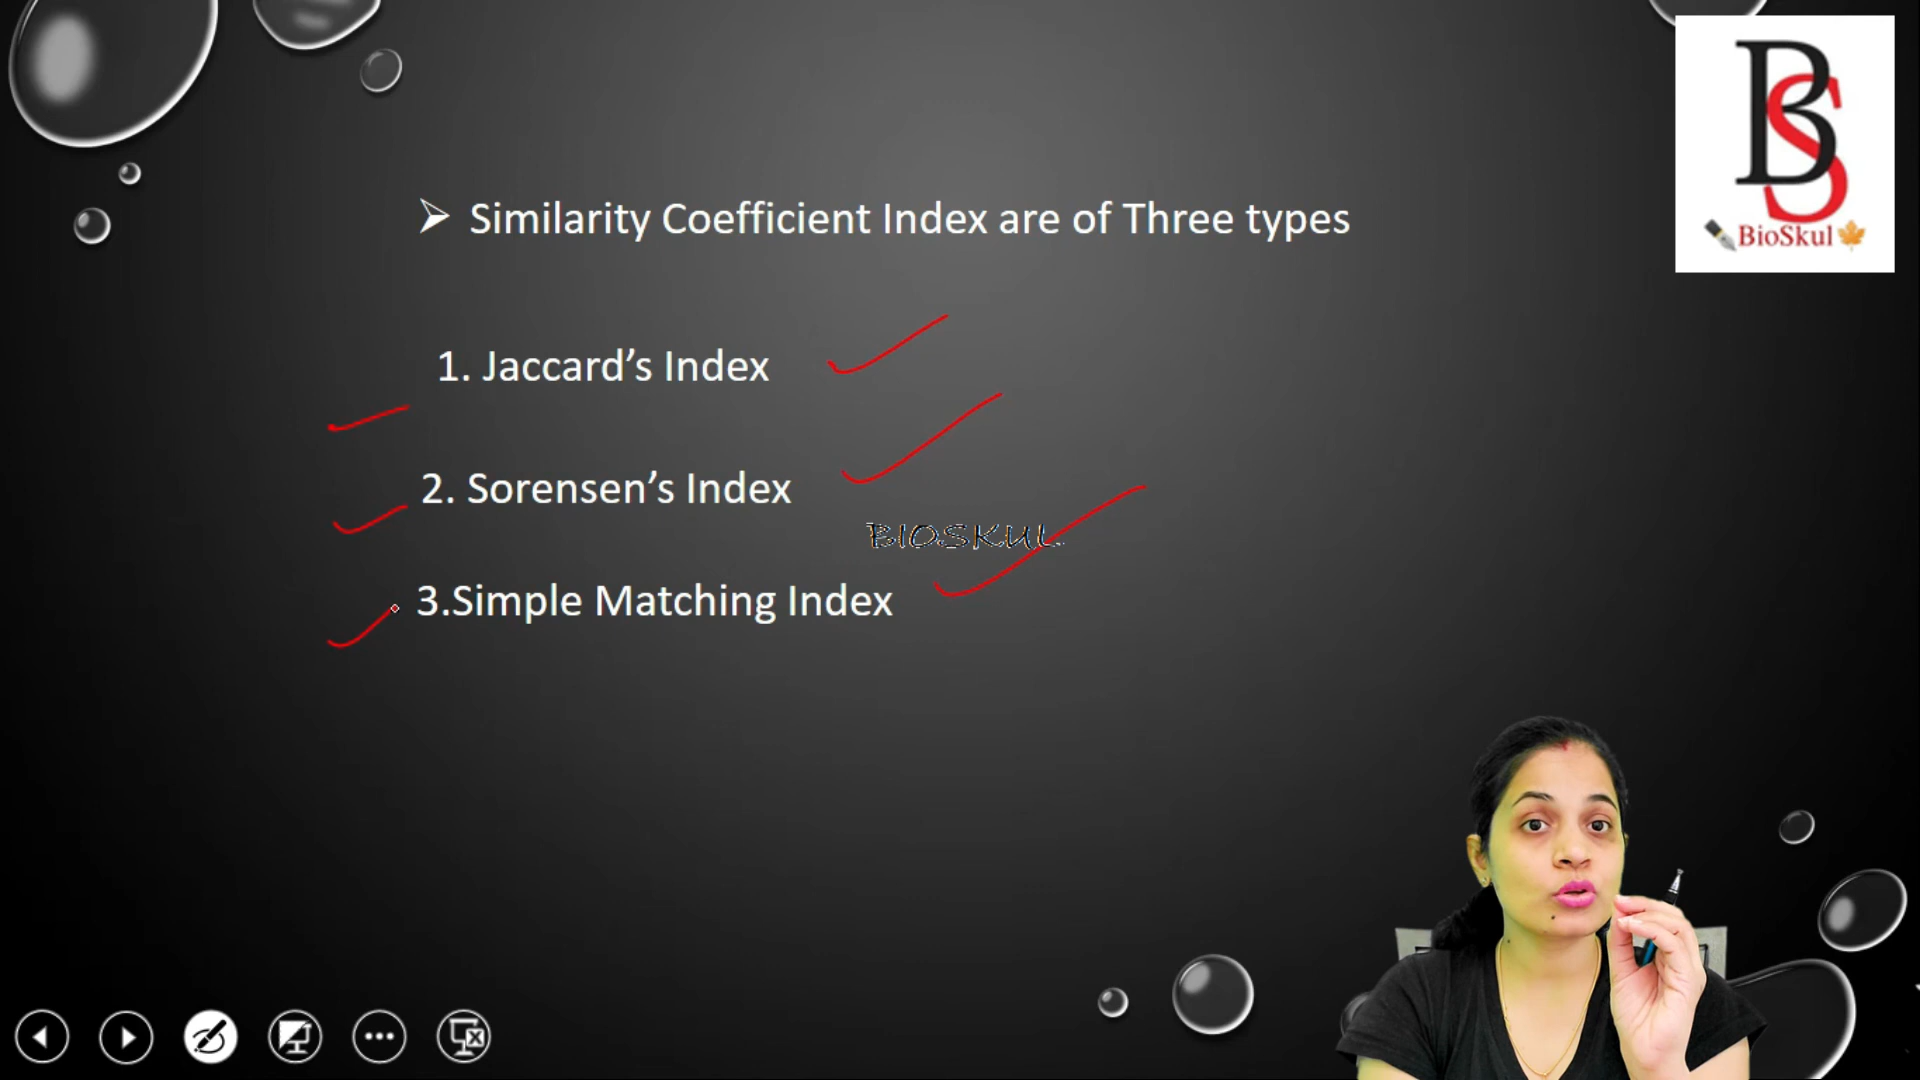 BS
BioSkul
➢ Similarity Coefficient Index are of Three types
1. Jaccard’s Index
2. Sorensen’s Index
BIOSKUL
3.Simple Matching Index